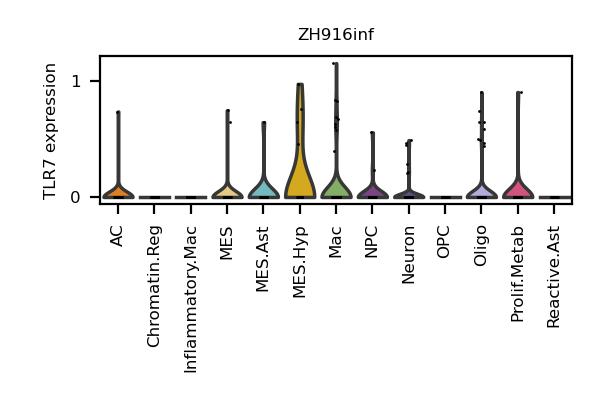 ZH916inf
TLR7 expression
1
0
AC
Chromatin.Reg
Inflammatory.Mac
MES
MES.Ast
MES.Hyp
Mac
NPC
Neuron
OPC
Oligo
Prolif.Metab
Reactive.Ast